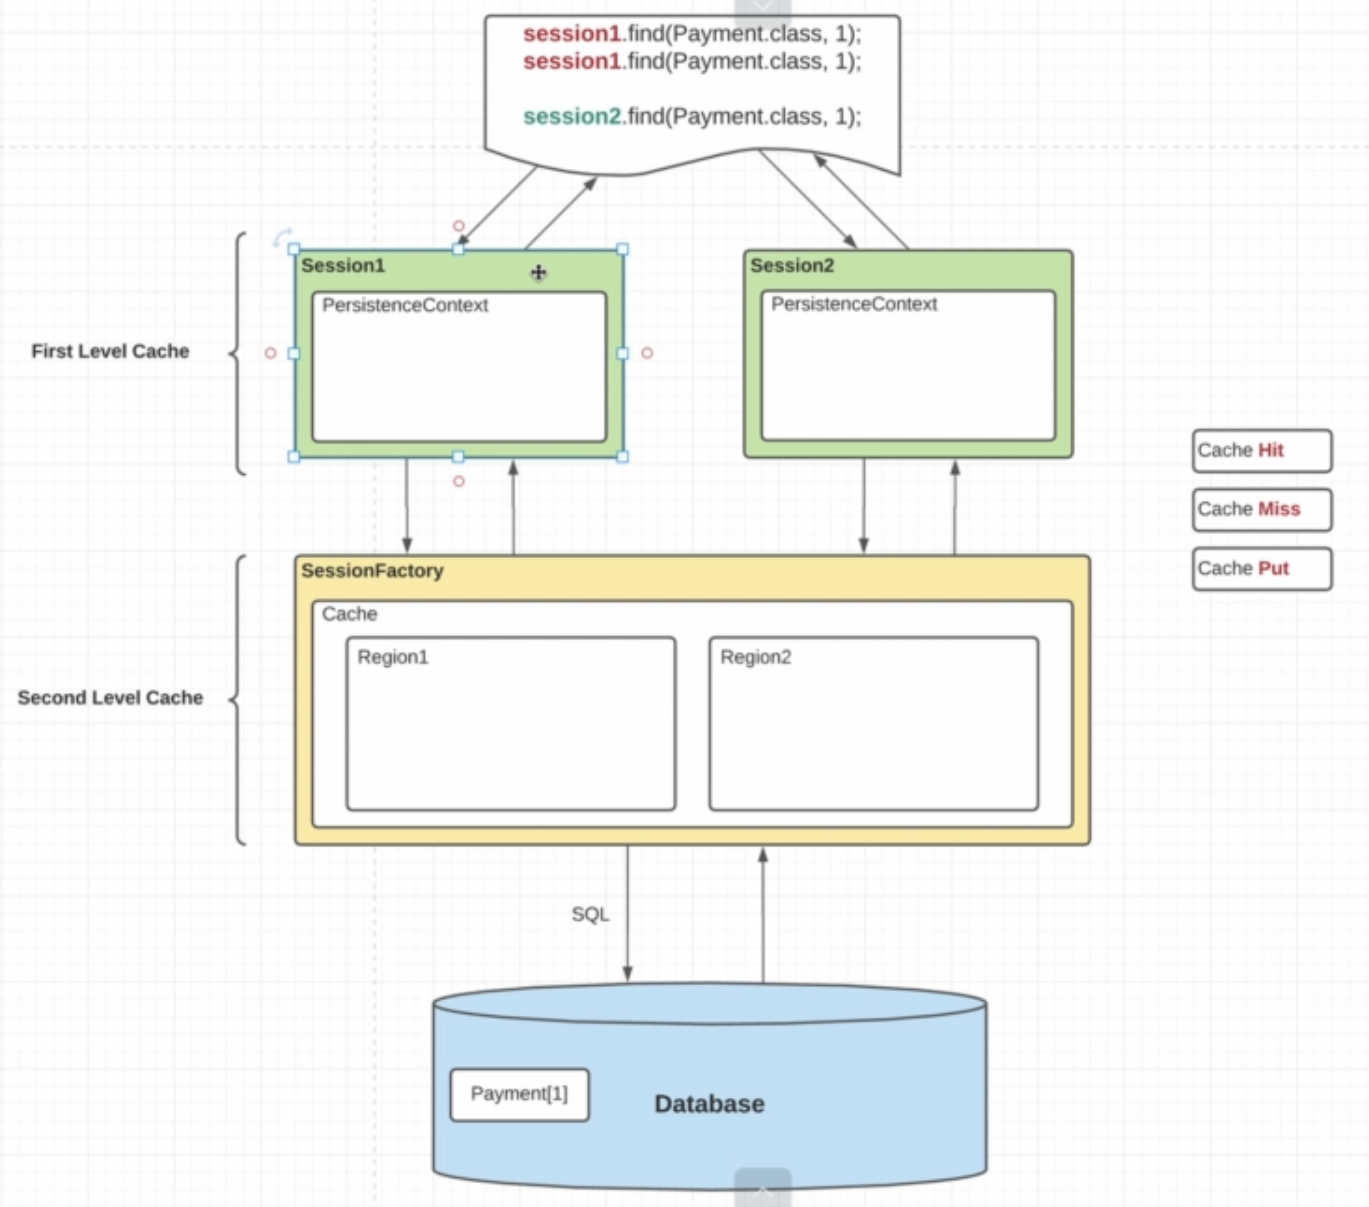 session1.find(Payment.class, 1);
session1.find(Payment.class, 1);
session2.find(Payment.class, 1);
Session1
PersistenceContext
Session2
PersistenceContext
First Level Cache
Cache Hit
Cache Miss
Cache Put
SessionFactory
Cache
Region1
Region2
Second Level Cache
SQL
Payment[1]
Database